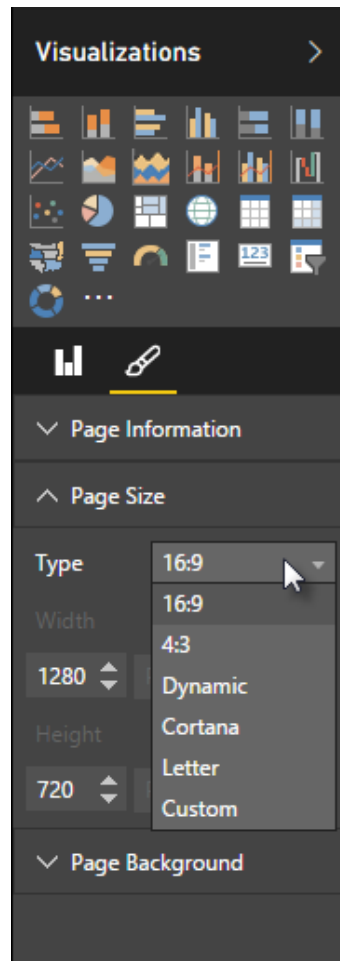 Visualizations
123
Page Information
Page Size
Type 16:9
Width 16:9
4:3
1280 Dynamic
Height Cortana
Letter
720 Custom
Page Background